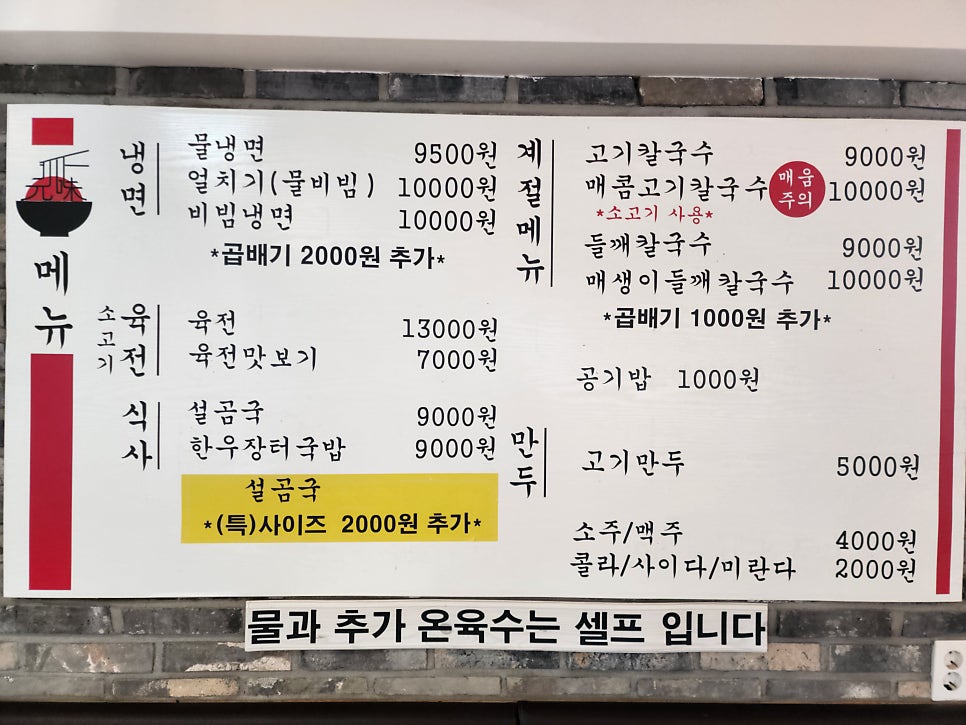 元味
메뉴
냉면
물냉면 9500원
얼치기(물비빔) 10000원
비빔냉면 10000원
*곱배기 2000원 추가*
소고기 육전
육전 13000원
육전맛보기 7000원
식사
설곰국 9000원
한우장터국밥 9000원
설곰국
*(특)사이즈 2000원 추가*
계절메뉴
고기칼국수 9000원
매콤고기칼국수 매움주의 10000원
*소고기 사용*
들깨칼국수 9000원
매생이들깨칼국수 10000원
*곱배기 1000원 추가*
공기밥 1000원
만두
고기만두 5000원
소주/맥주 4000원
콜라/사이다/미란다 2000원
물과 추가 온육수는 셀프 입니다